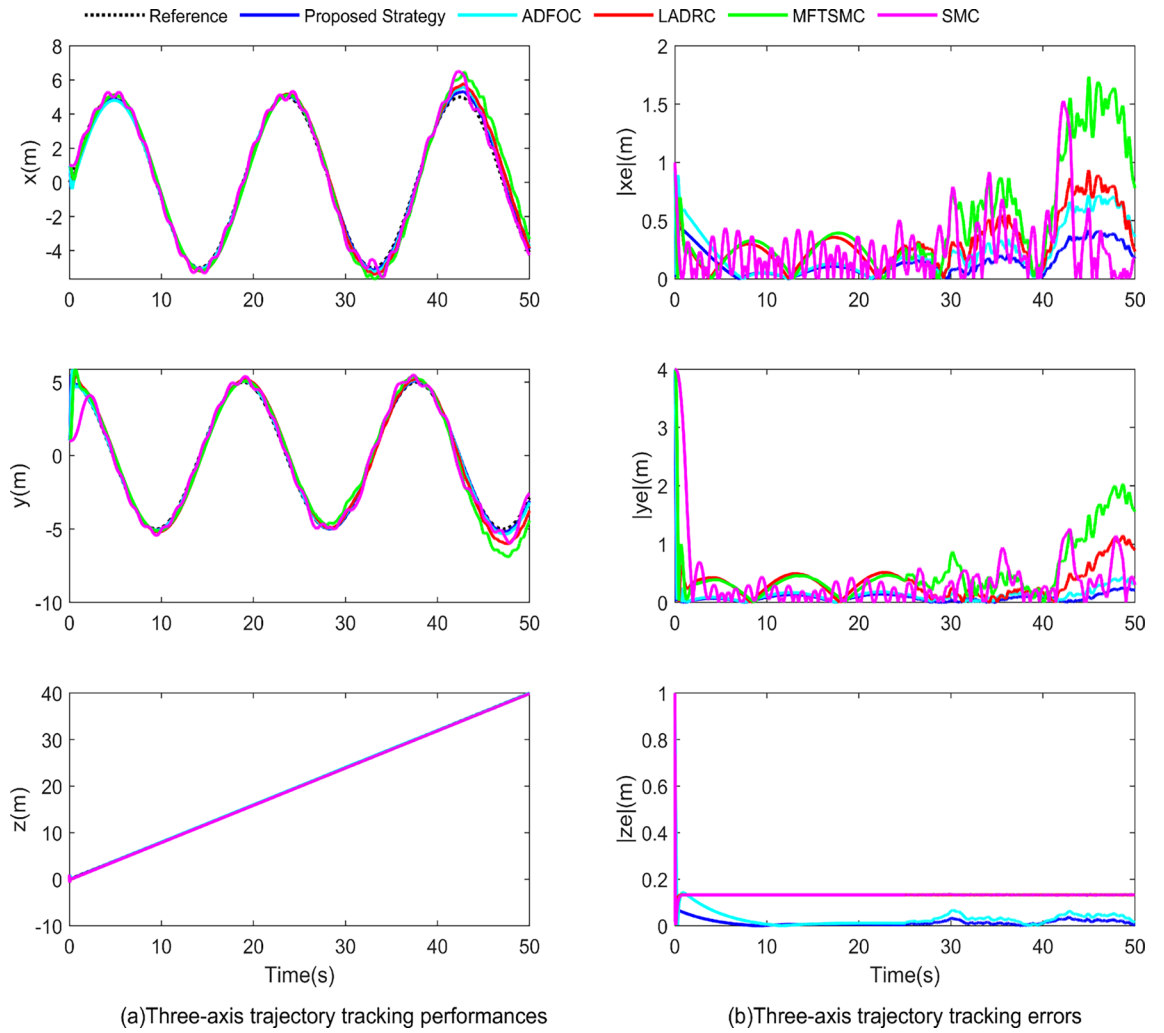 Reference Proposed Strategy ADFOC LADRC MFTSMC SMC
8
6
4
2
0
-2
-4
x(m)
0 10 20 30 40 50
2
1.5
1
0.5
0
|xe|(m)
0 10 20 30 40 50
5
0
-5
-10
y(m)
0 10 20 30 40 50
4
3
2
1
0
|ye|(m)
0 10 20 30 40 50
40
30
20
10
0
-10
z(m)
0 10 20 30 40 50
Time(s)
1
0.8
0.6
0.4
0.2
0
|ze|(m)
0 10 20 30 40 50
Time(s)
(a)Three-axis trajectory tracking performances
(b)Three-axis trajectory tracking errors